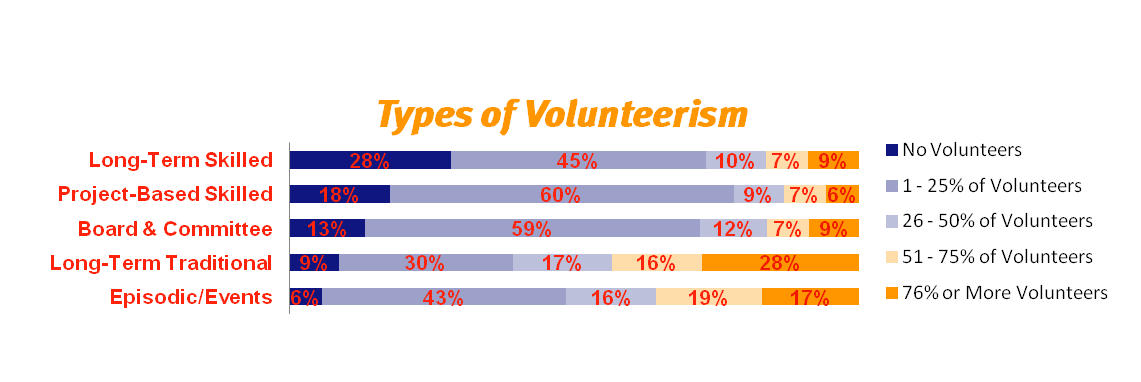 Types of Volunteerism
Long-Term Skilled 28% 45% 10% 7% 9%
Project-Based Skilled 18% 60% 9% 7% 6%
Board & Committee 13% 59% 12% 7% 9%
Long-Term Traditional 9% 30% 17% 16% 28%
Episodic/Events 6% 43% 16% 19% 17%
No Volunteers
1 - 25% of Volunteers
26 - 50% of Volunteers
51 - 75% of Volunteers
76% or More Volunteers